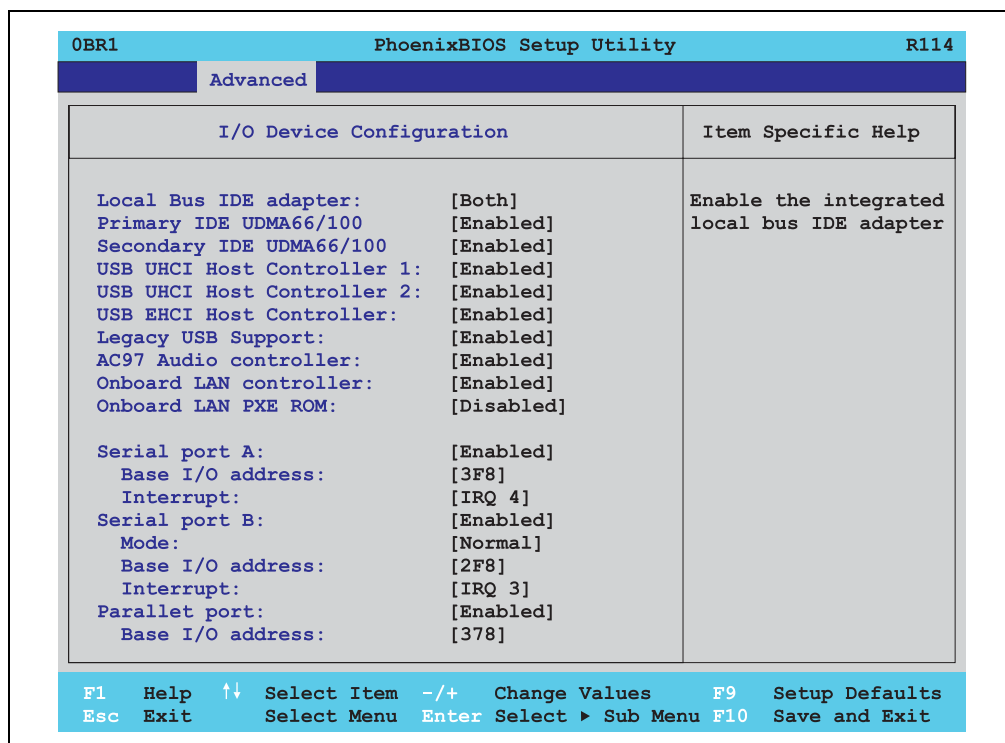 0BR1 PhoenixBIOS Setup Utility R114
Advanced
I/O Device Configuration Item Specific Help
Local Bus IDE adapter: [Both] Enable the integrated
Primary IDE UDMA66/100 [Enabled] local bus IDE adapter
Secondary IDE UDMA66/100 [Enabled]
USB UHCI Host Controller 1: [Enabled]
USB UHCI Host Controller 2: [Enabled]
USB EHCI Host Controller: [Enabled]
Legacy USB Support: [Enabled]
AC97 Audio controller: [Enabled]
Onboard LAN controller: [Enabled]
Onboard LAN PXE ROM: [Disabled]
Serial port A: [Enabled]
Base I/O address: [3F8]
Interrupt: [IRQ 4]
Serial port B: [Enabled]
Mode: [Normal]
Base I/O address: [2F8]
Interrupt: [IRQ 3]
Parallet port: [Enabled]
Base I/O address: [378]
F1 Help ↑↓ Select Item -/+ Change Values F9 Setup Defaults
Esc Exit Select Menu Enter Select ▶ Sub Menu F10 Save and Exit